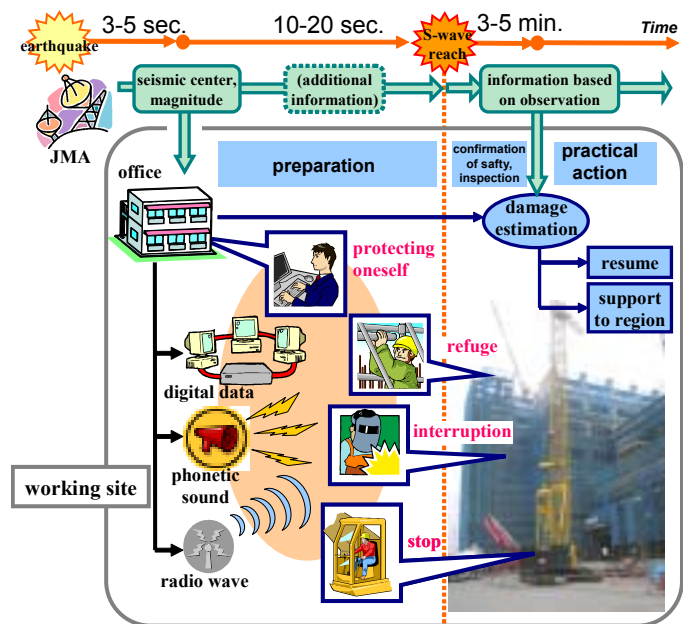 3-5 sec.
10-20 sec.
3-5 min.
Time
earthquake
S-wave
reach
seismic center,
magnitude
(additional
information)
information based
on observation
JMA
office
preparation
confirmation
of safty,
inspection
practical
action
damage
estimation
protecting
oneself
resume
support
to region
refuge
digital data
interruption
phonetic
sound
working site
stop
radio wave